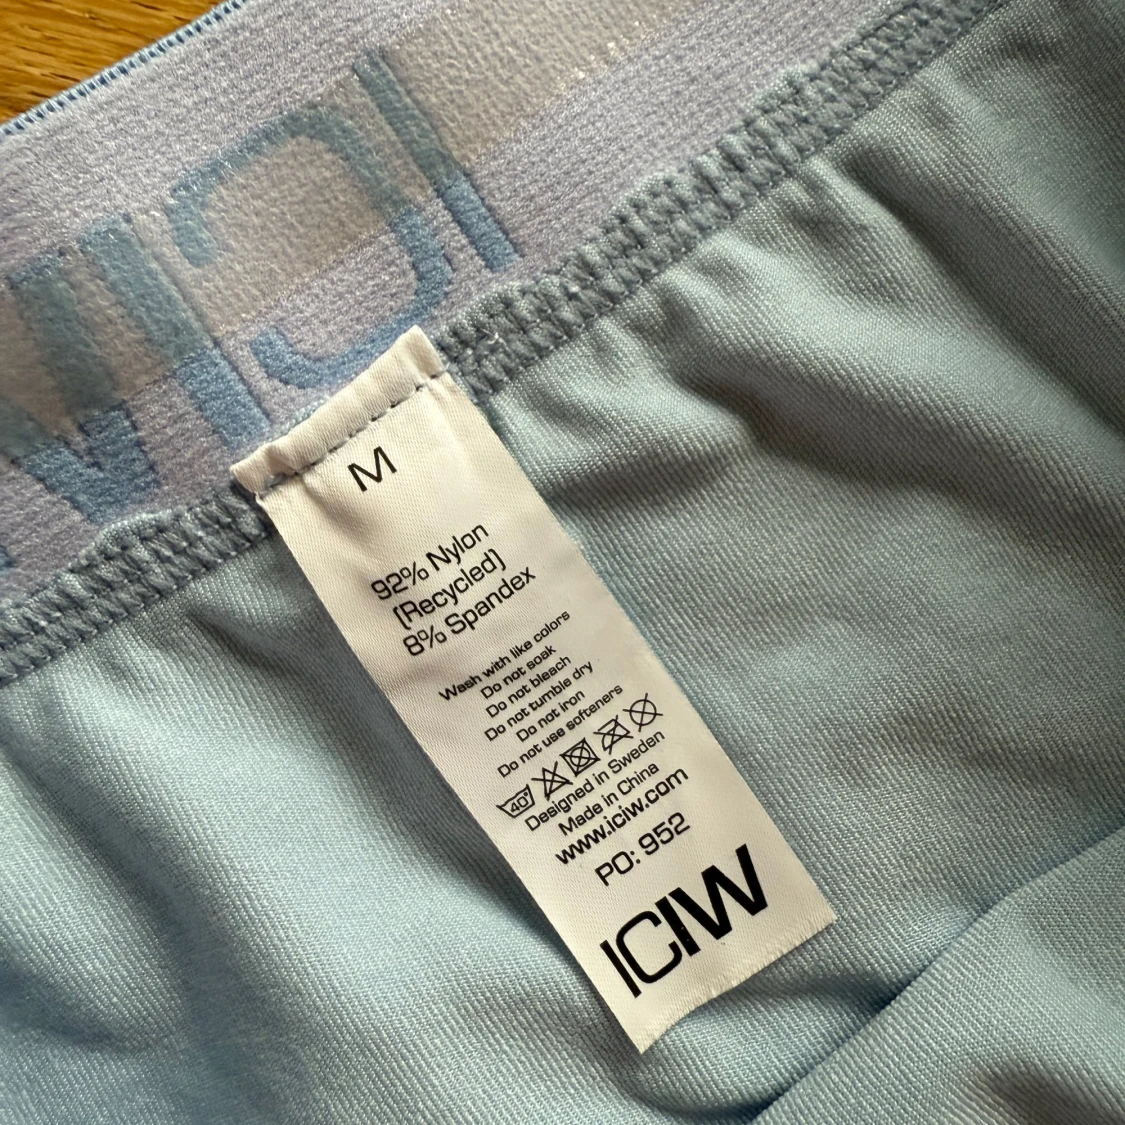 M
92% Nylon
(Recycled)
8% Spandex
Wash with like colors
Do not soak
Do not bleach
Do not tumble dry
Do not iron
Do not use softeners
40°
Designed in Sweden
Made in China
www.iciw.com
PO: 952
ICIW
ICIW